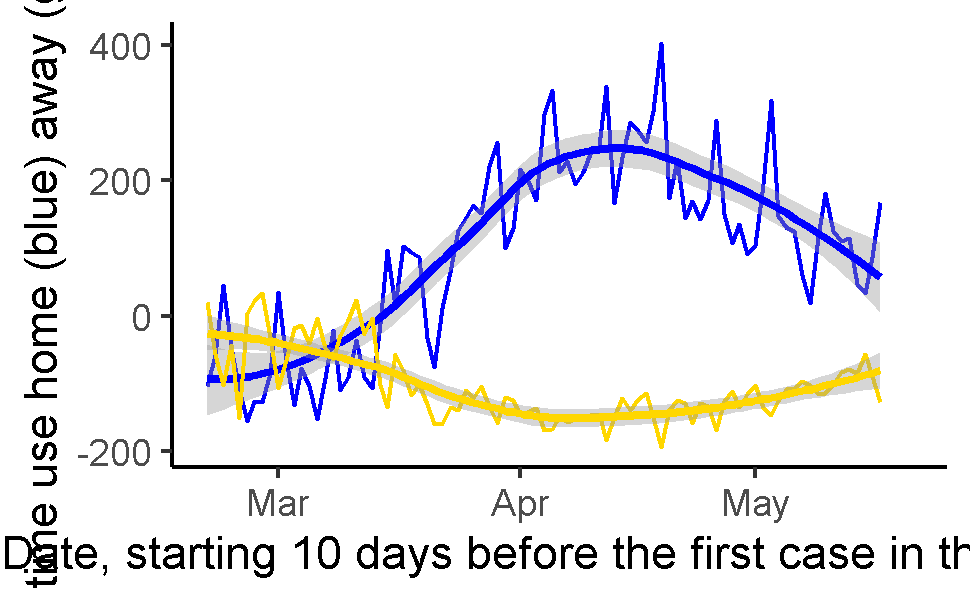 time use home (blue) away (
400
200
0
-200
Mar Apr May
Date, starting 10 days before the first case in